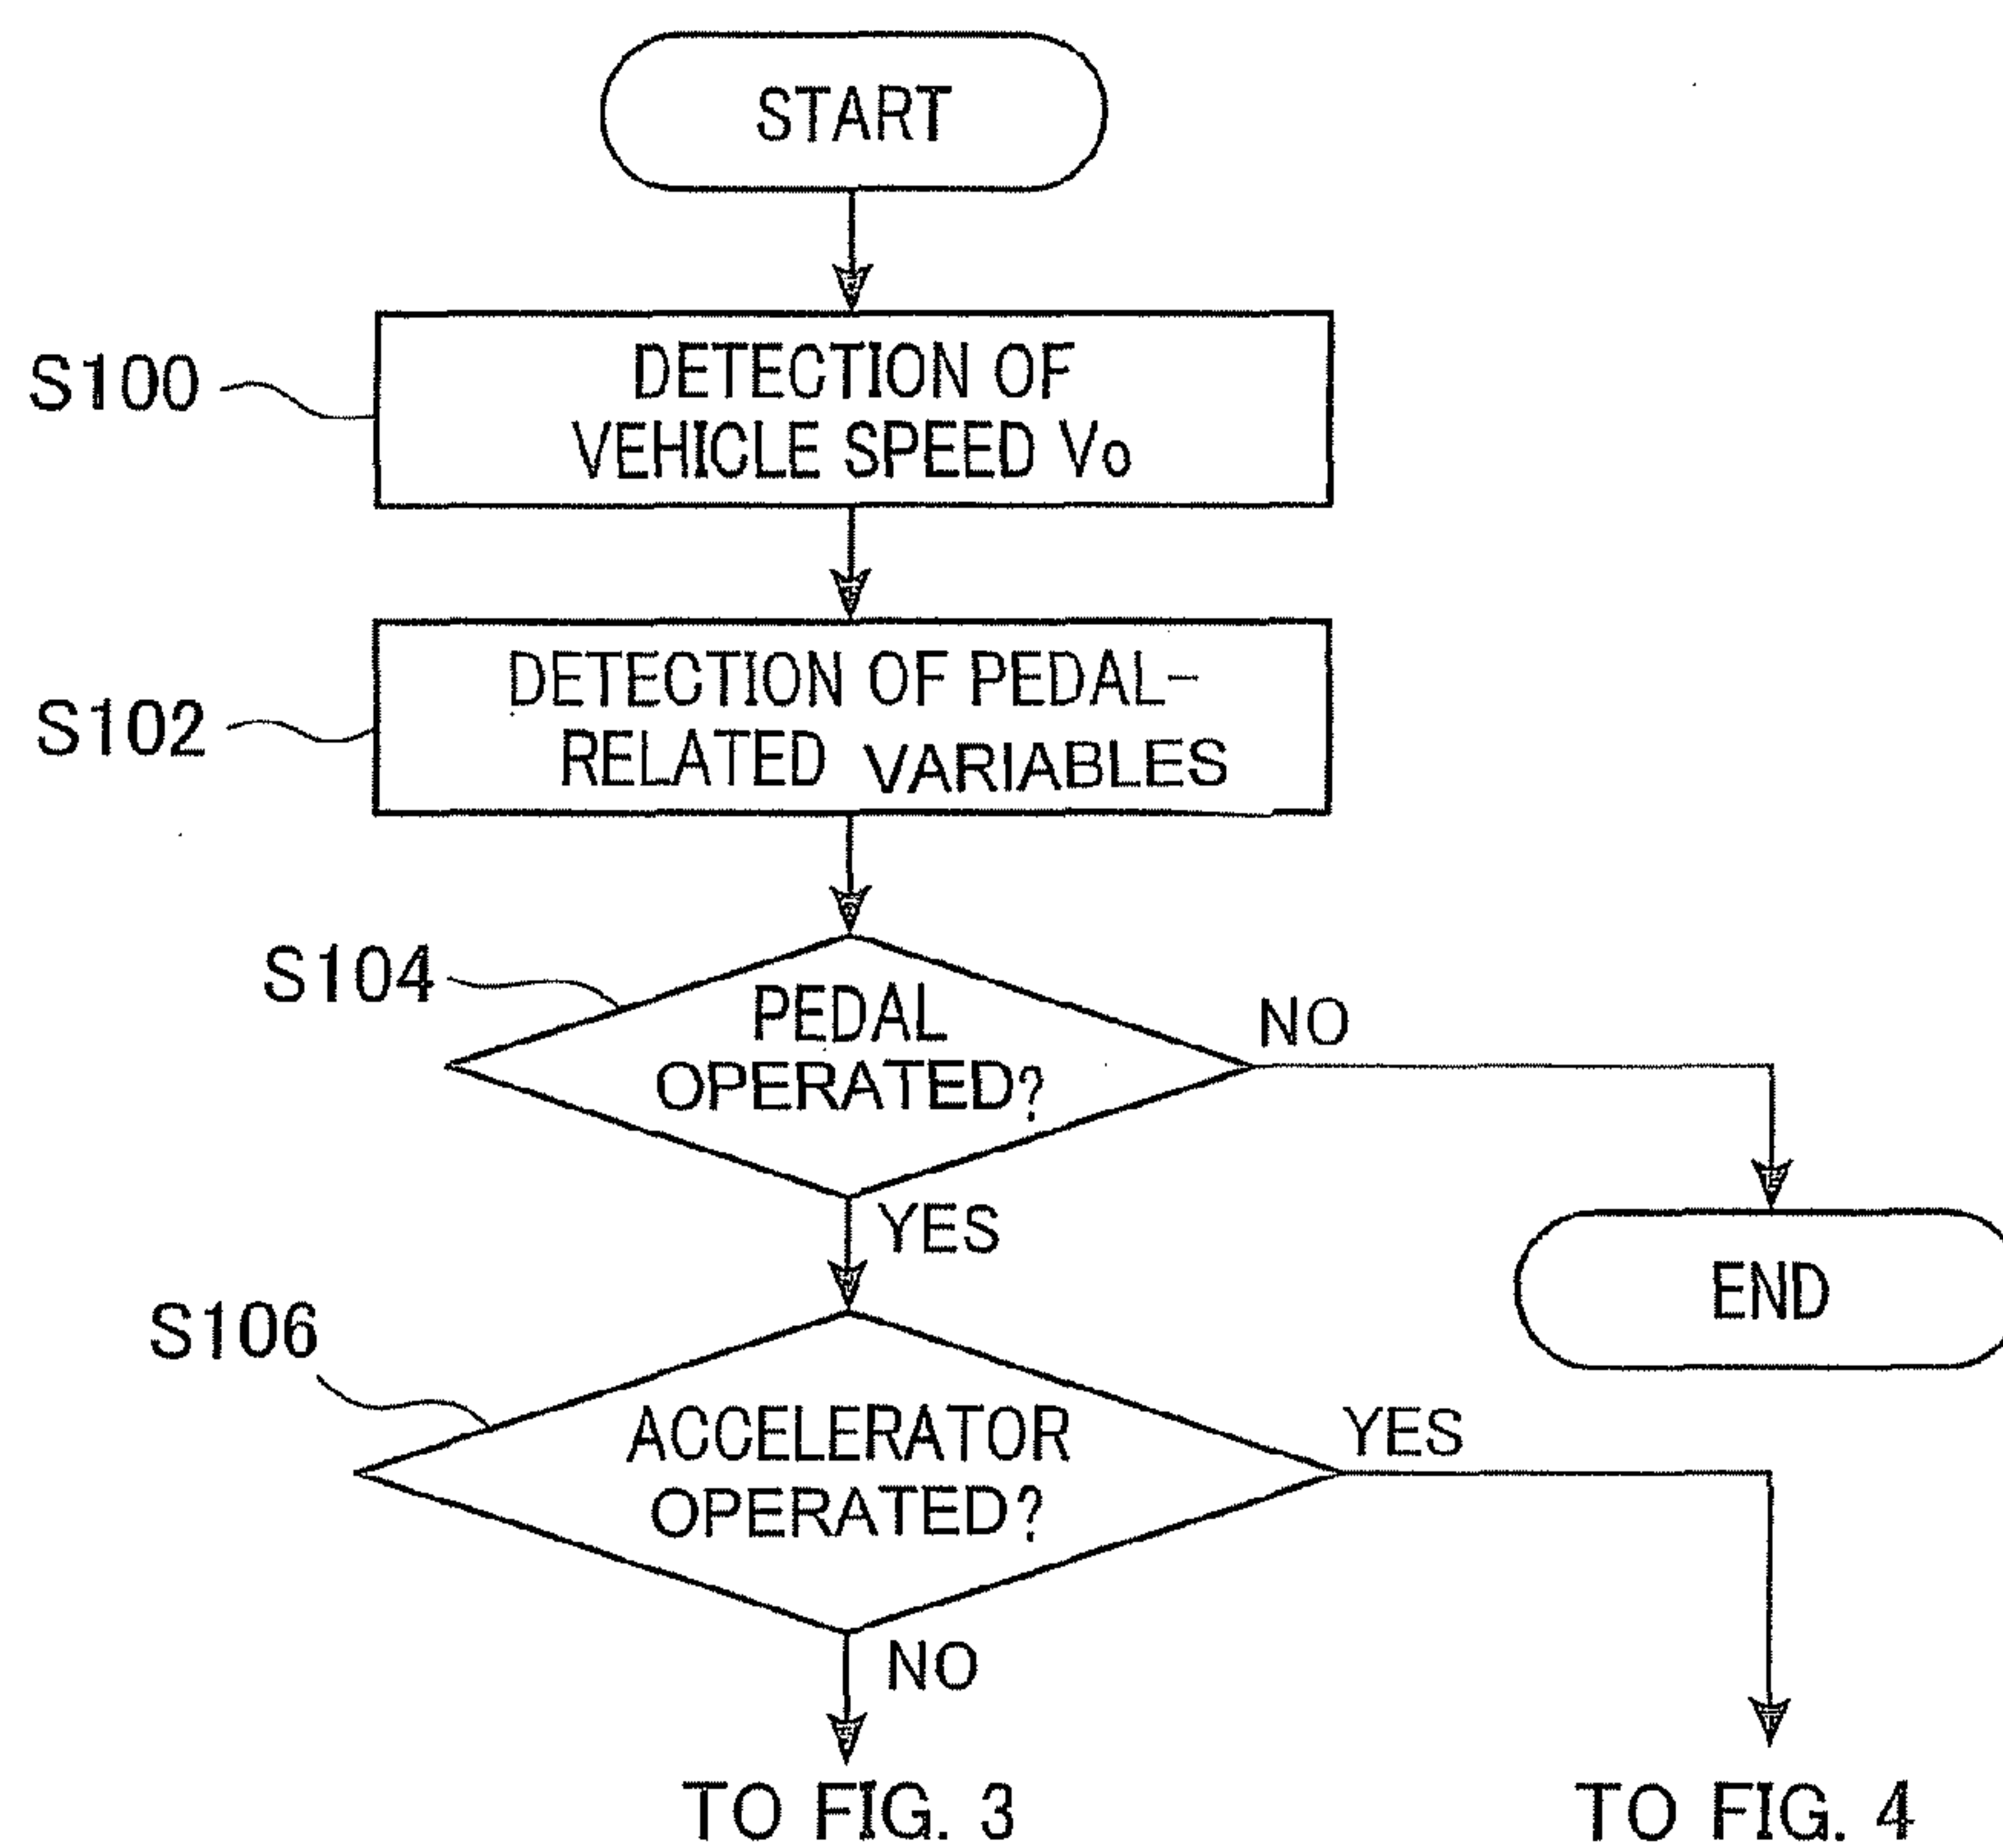 START
S100
DETECTION OF
VEHICLE SPEED Vo
S102
DETECTION OF PEDAL-
RELATED VARIABLES
S104
PEDAL
OPERATED?
NO
YES
END
S106
ACCELERATOR
OPERATED?
YES
NO
TO FIG. 3
TO FIG. 4